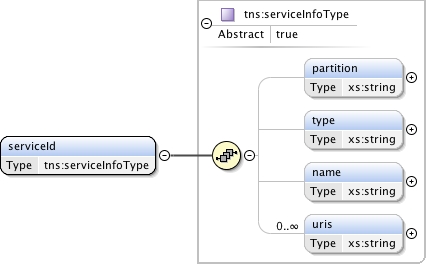 tns:serviceInfoType
Abstract true
partition
Type xs:string
type
Type xs:string
serviceId
Type tns:serviceInfoType
name
Type xs:string
0..∞
uris
Type xs:string